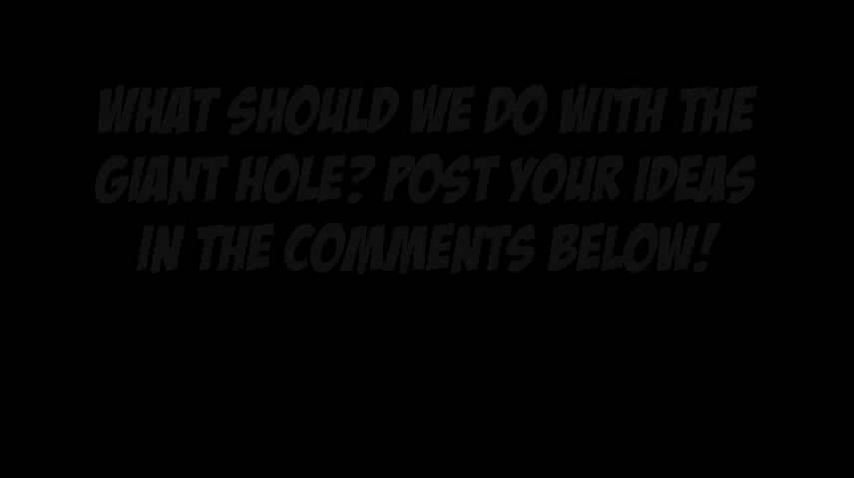 WHAT SHOULD WE DO WITH THE
GIANT HOLE? POST YOUR IDEAS
IN THE COMMENTS BELOW!